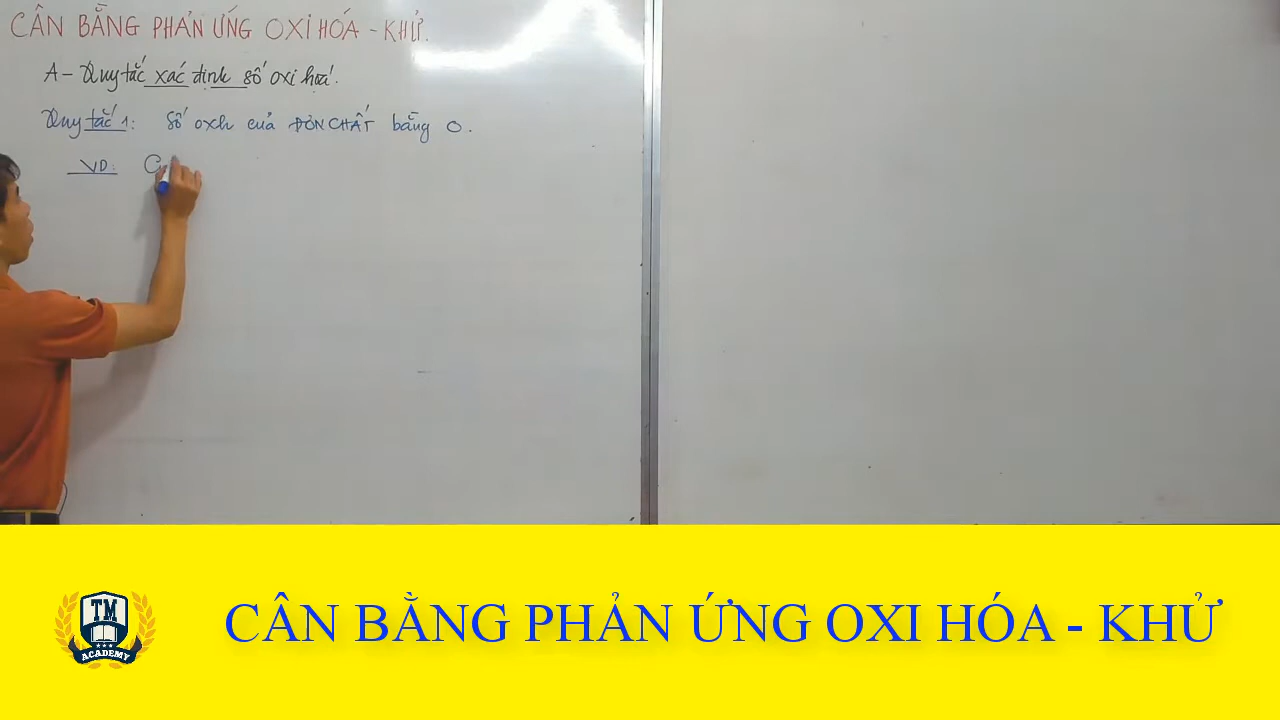 CÂN BẰNG PHẢN ỨNG OXI HÓA - KHỬ.
A - Quy tắc xác định số oxi hoá.
Quy tắc 1: Số oxh của ĐƠN CHẤT bằng 0.
VD: C
TM
ACADEMY
CÂN BẰNG PHẢN ỨNG OXI HÓA - KHỬ